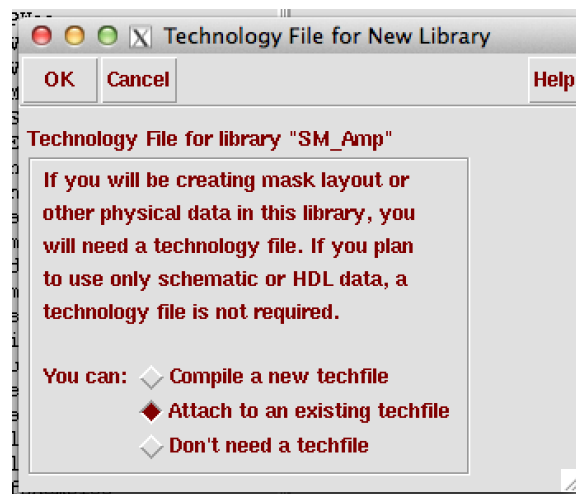 Technology File for New Library
OK Cancel Help
Technology File for library "SM_Amp"
If you will be creating mask layout or
other physical data in this library, you
will need a technology file. If you plan
to use only schematic or HDL data, a
technology file is not required.
You can: Compile a new techfile
Attach to an existing techfile
Don't need a techfile